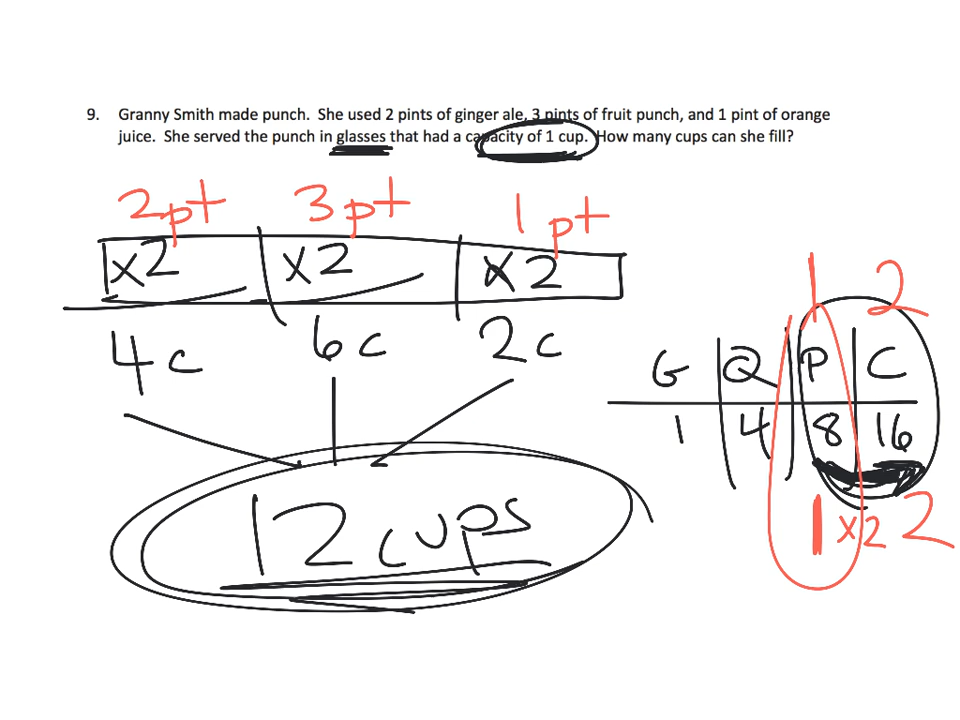 9. Granny Smith made punch. She used 2 pints of ginger ale, 3 pints of fruit punch, and 1 pint of orange
juice. She served the punch in glasses that had a capacity of 1 cup. How many cups can she fill?
2pt 3pt 1pt
x2 x2 x2
4c 6c 2c
12 cups
1 2
G Q P C
1 4 8 16
1 x2 2